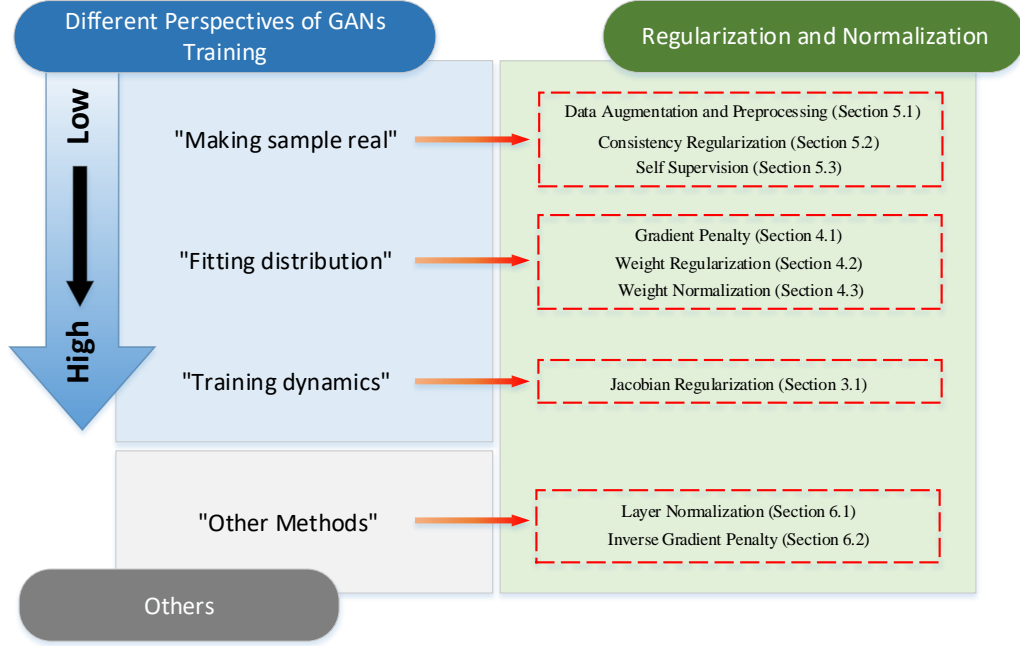 Different Perspectives of GANs
Training
Regularization and Normalization
Low
High
"Making sample real"
Data Augmentation and Preprocessing (Section 5.1)
Consistency Regularization (Section 5.2)
Self Supervision (Section 5.3)
"Fitting distribution"
Gradient Penalty (Section 4.1)
Weight Regularization (Section 4.2)
Weight Normalization (Section 4.3)
"Training dynamics"
Jacobian Regularization (Section 3.1)
"Other Methods"
Layer Normalization (Section 6.1)
Inverse Gradient Penalty (Section 6.2)
Others